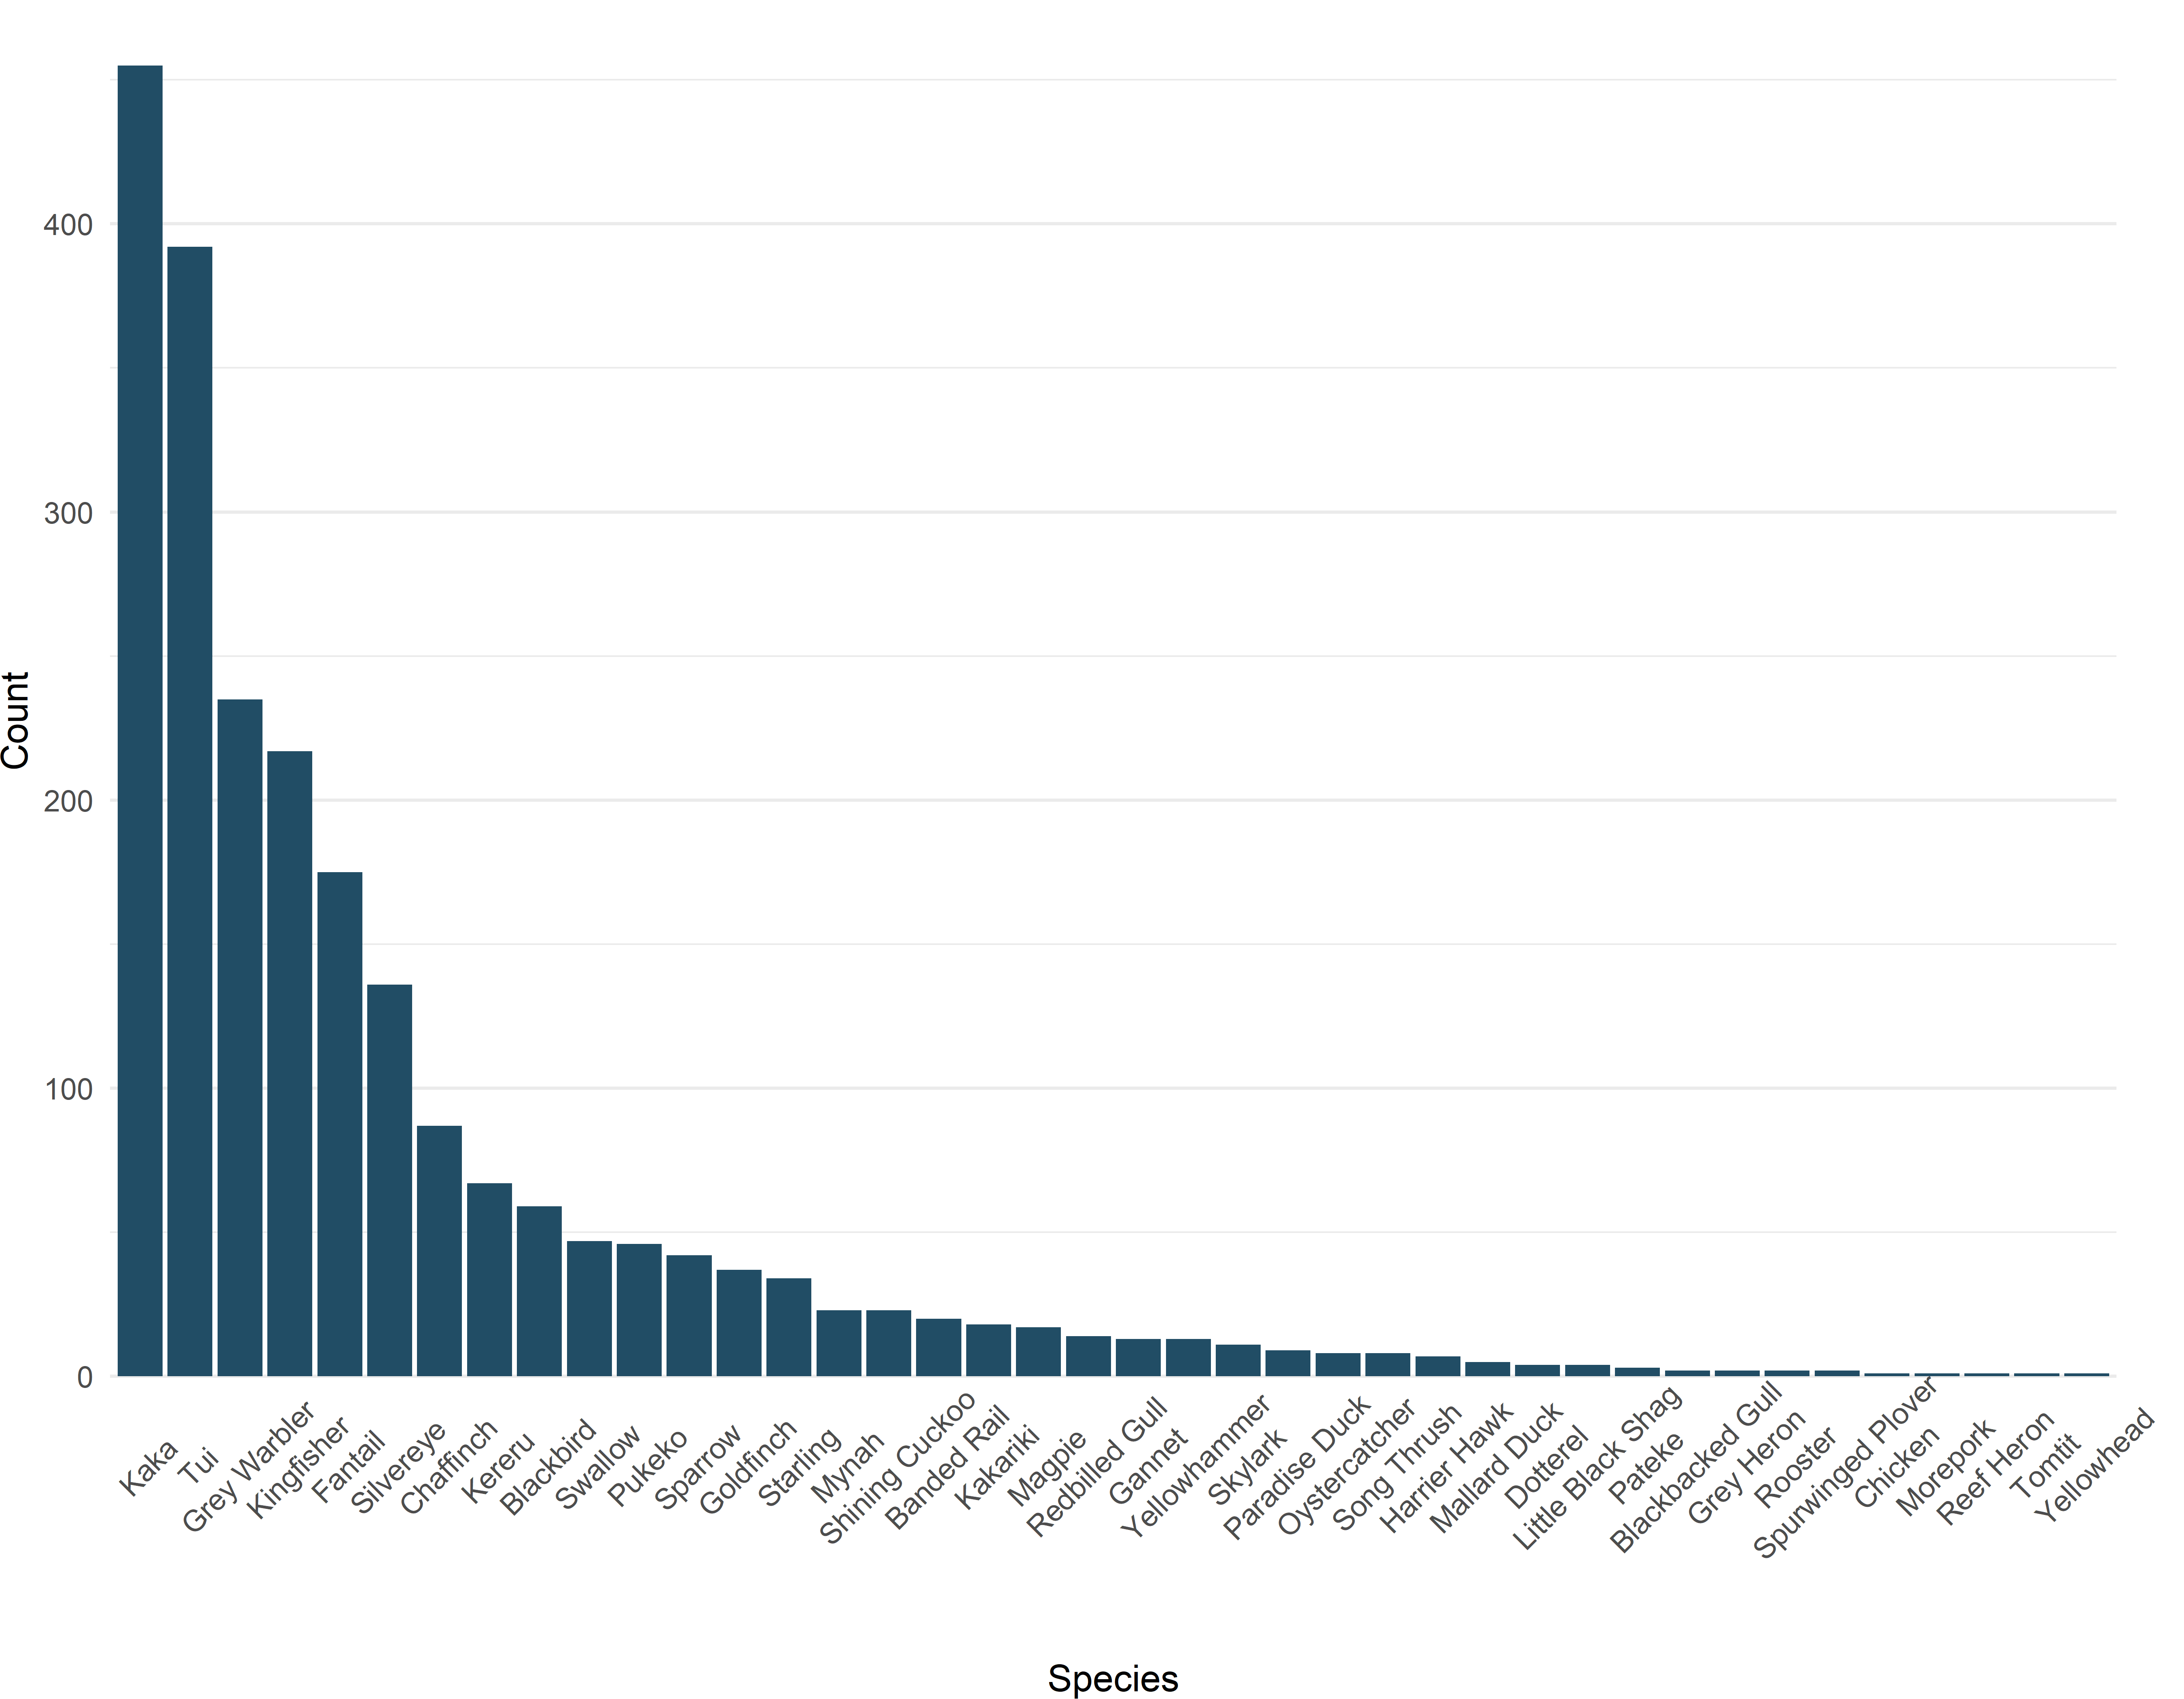 Count
400
300
200
100
0
Kaka
Tui
Grey Warbler
Kingfisher
Fantail
Silvereye
Chaffinch
Kereru
Blackbird
Swallow
Pukeko
Sparrow
Goldfinch
Starling
Mynah
Shining Cuckoo
Banded Rail
Kakariki
Magpie
Redbilled Gull
Gannet
Yellowhammer
Skylark
Paradise Duck
Oystercatcher
Song Thrush
Harrier Hawk
Mallard Duck
Dotterel
Little Black Shag
Pateke
Blackbacked Gull
Grey Heron
Rooster
Spurwinged Plover
Chicken
Morepork
Reef Heron
Tomtit
Yellowhead
Species